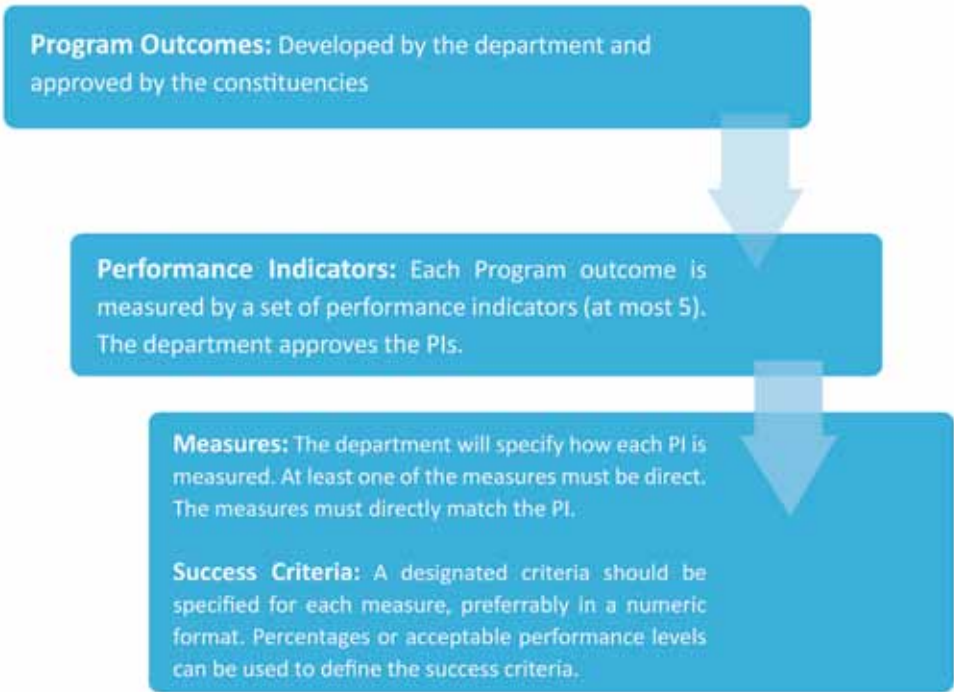 Program Outcomes: Developed by the department and
approved by the constituencies
Performance Indicators: Each Program outcome is
measured by a set of performance indicators (at most 5).
The department approves the PIs.
Measures: The department will specify how each PI is
measured. At least one of the measures must be direct.
The measures must directly match the PI.
Success Criteria: A designated criteria should be
specified for each measure, preferrably in a numeric
format. Percentages or acceptable performance levels
can be used to define the success criteria.